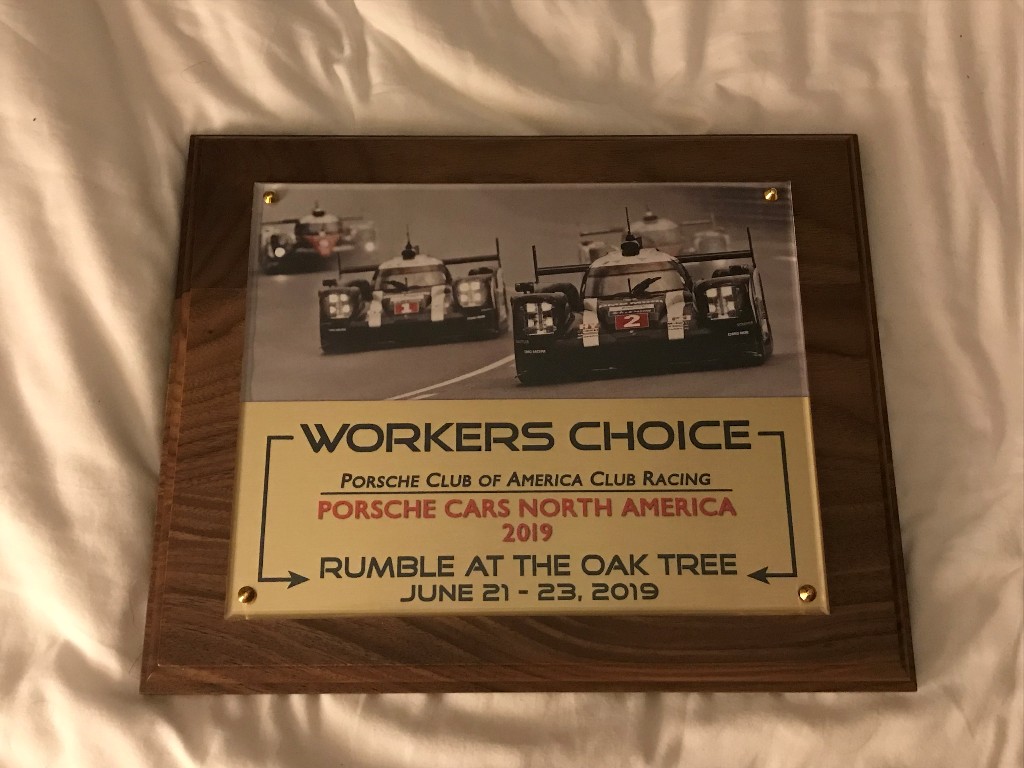 1
2
WORKERS CHOICE
PORSCHE CLUB OF AMERICA CLUB RACING
PORSCHE CARS NORTH AMERICA
2019
RUMBLE AT THE OAK TREE
JUNE 21 - 23, 2019